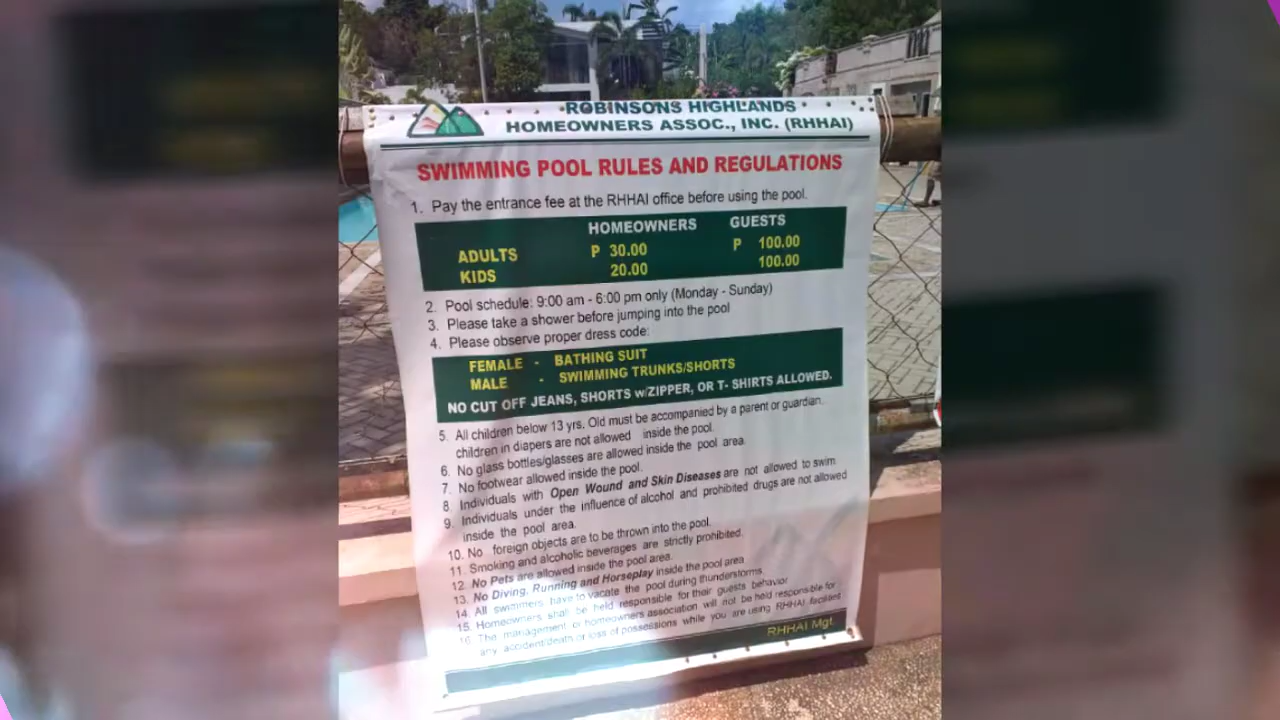 ROBINSONS HIGHLANDS
HOMEOWNERS ASSOC., INC. (RHHAI)
SWIMMING POOL RULES AND REGULATIONS
1. Pay the entrance fee at the RHHAI office before using the pool.
HOMEOWNERS GUESTS
ADULTS P 30.00 P 100.00
KIDS 20.00 100.00
2. Pool schedule: 9:00 am - 6:00 pm only (Monday - Sunday)
3. Please take a shower before jumping into the pool
4. Please observe proper dress code:
FEMALE - BATHING SUIT
MALE - SWIMMING TRUNKS/SHORTS
NO CUT OFF JEANS, SHORTS w/ZIPPER, OR T- SHIRTS ALLOWED.
5. All children below 13 yrs. Old must be accompanied by a parent or guardian.
children in diapers are not allowed inside the pool.
6. No glass bottles/glasses are allowed inside the pool area.
7. No footwear allowed inside the pool.
8. Individuals with Open Wound and Skin Diseases are not allowed to swim
9. Individuals under the influence of alcohol and prohibited drugs are not allowed
inside the pool area.
10. No foreign objects are to be thrown into the pool.
11. Smoking and alcoholic beverages are strictly prohibited.
12. No Pets are allowed inside the pool area.
13. No Diving, Running and Horseplay inside the pool area
14. All swimmers have to vacate the pool during thunderstorms.
15. Homeowners shall be held responsible for their guests behavior
16. The management or homeowners association will not be held responsible for
any accident/death or loss of possessions while you are using RHHAI facilities
RHHAI Mgt.